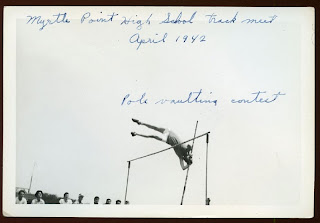 Myrtle Point High School track meet
April 1942
Pole vaulting contest